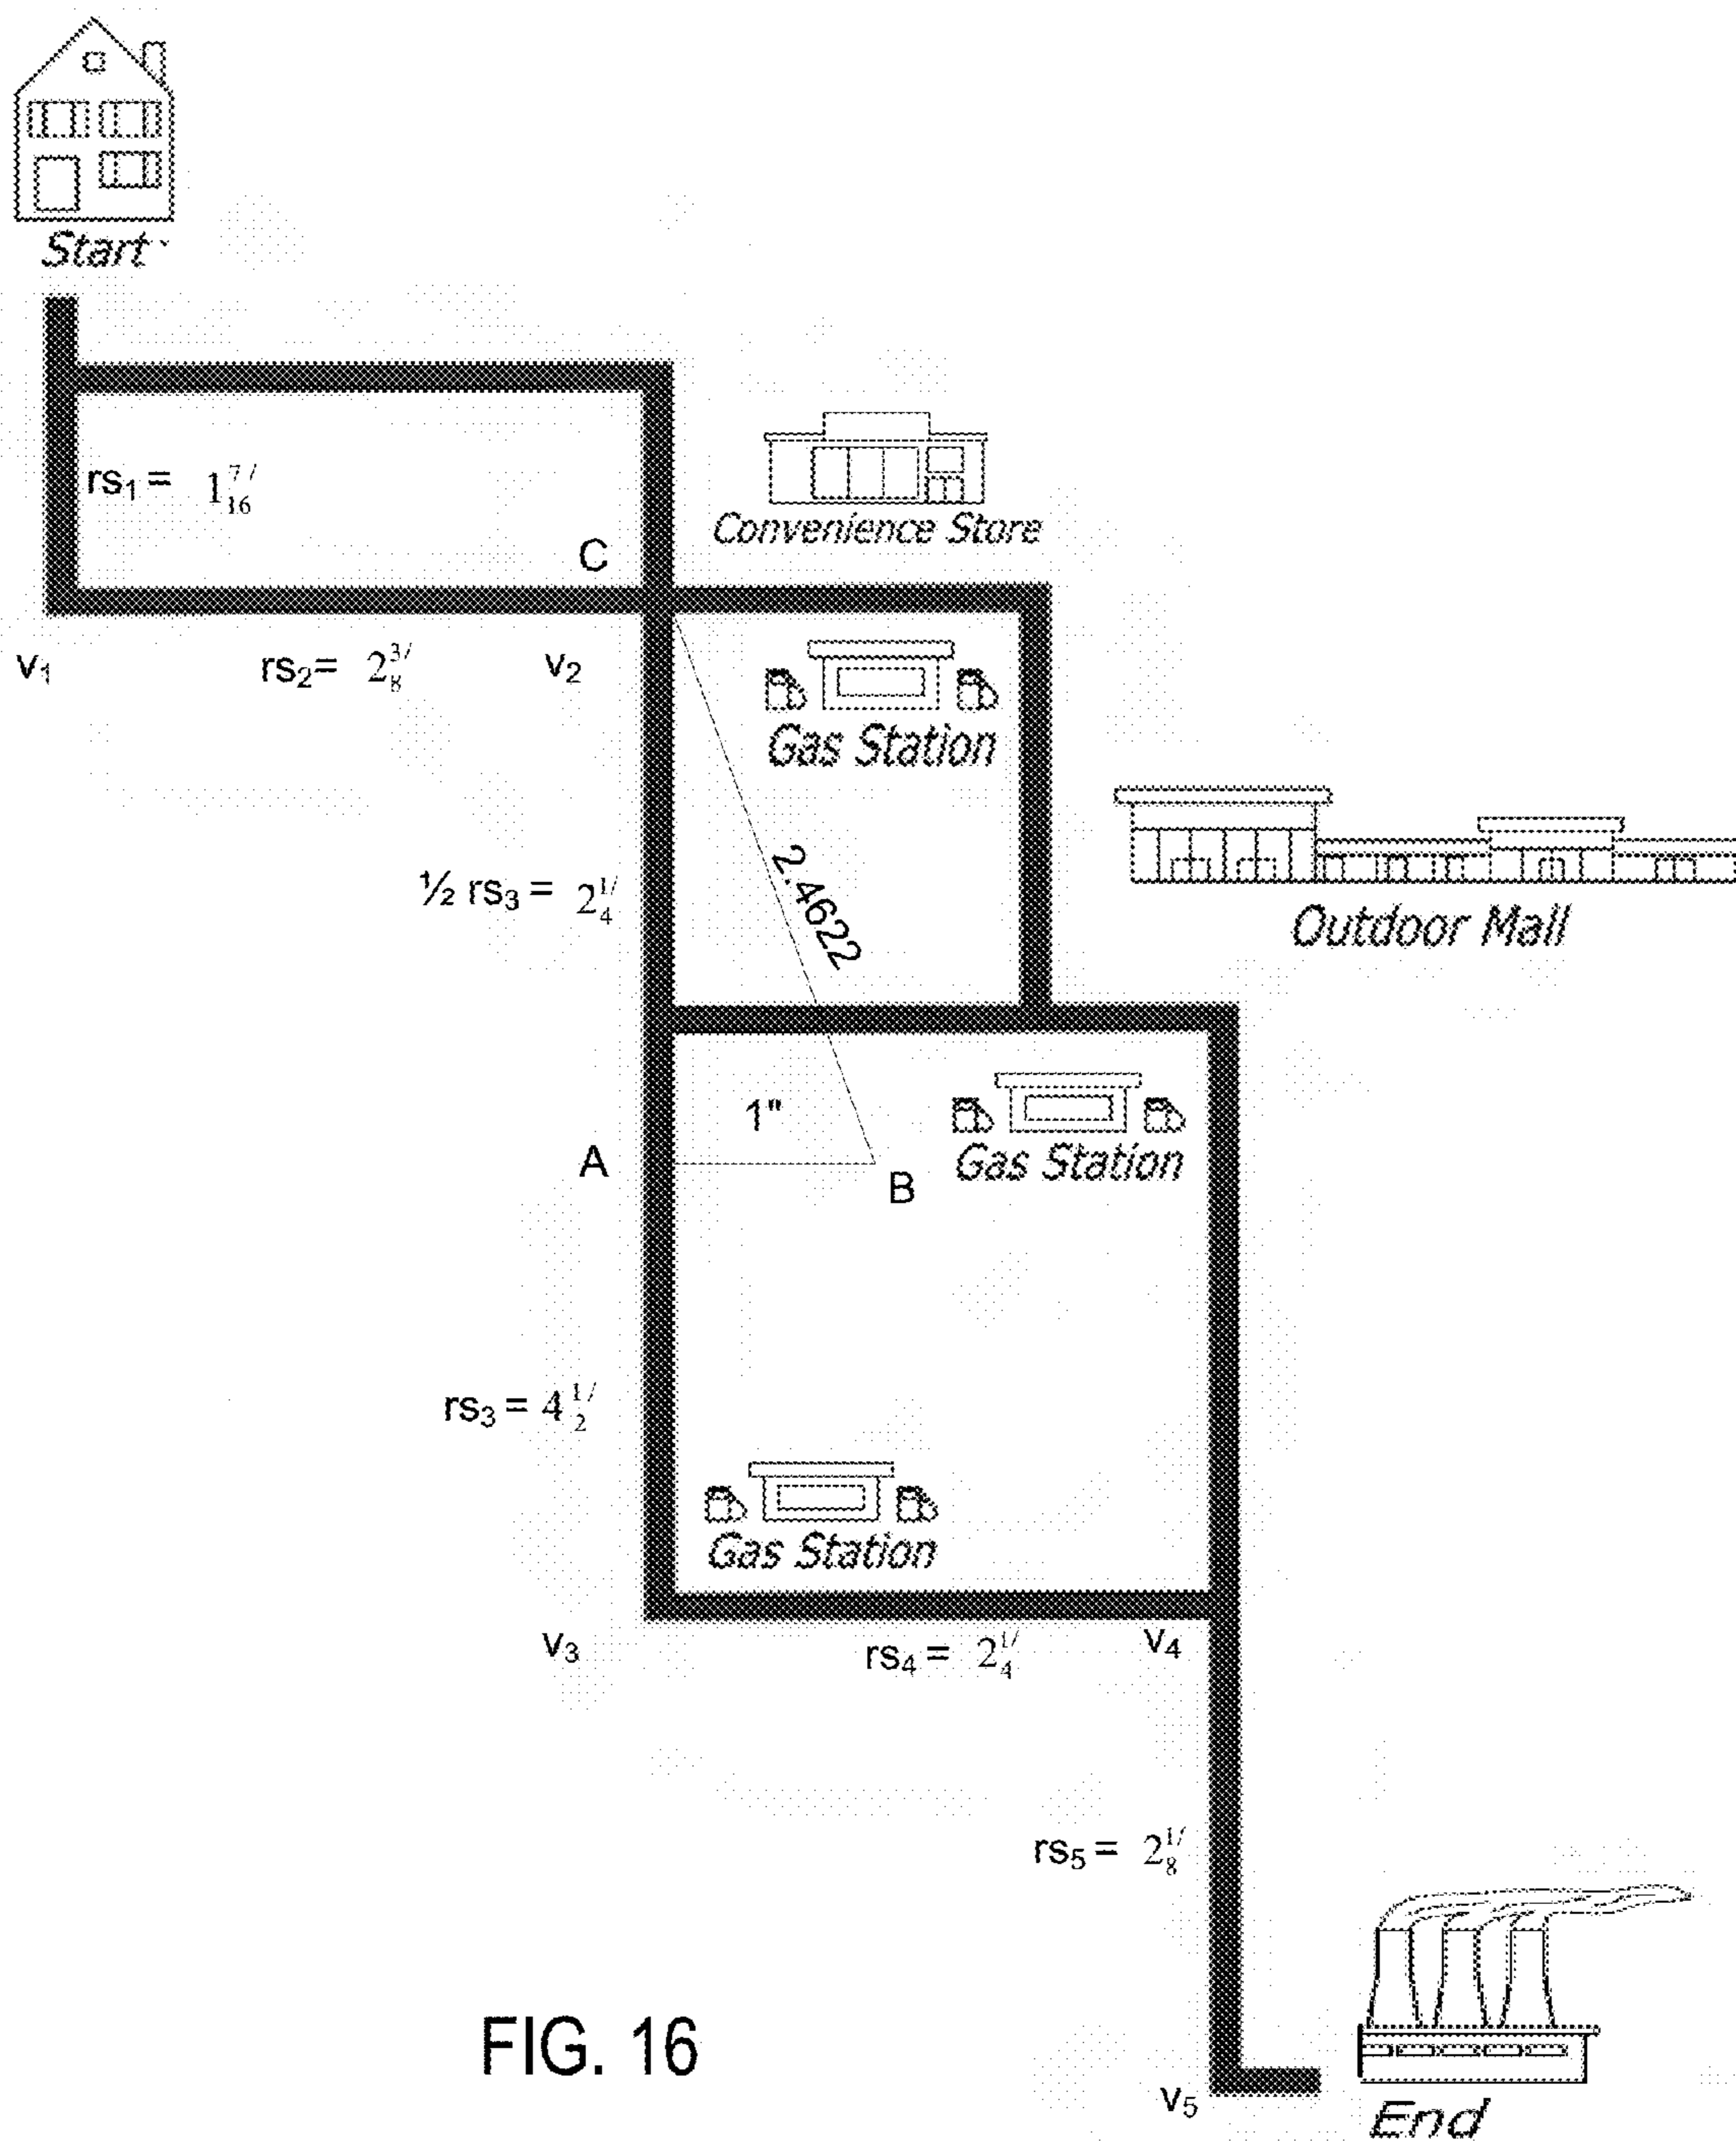 Start
rs₁ = 1 7/16
C
Convenience Store
v₁
rs₂= 2 3/8
v₂
Gas Station
½ rs₃ = 2 1/4
2.4622
Outdoor Mall
1"
A
B
Gas Station
rs₃ = 4 1/2
Gas Station
v₃
rs₄ = 2 1/4
v₄
rs₅ = 2 1/8
FIG. 16
v₅
End